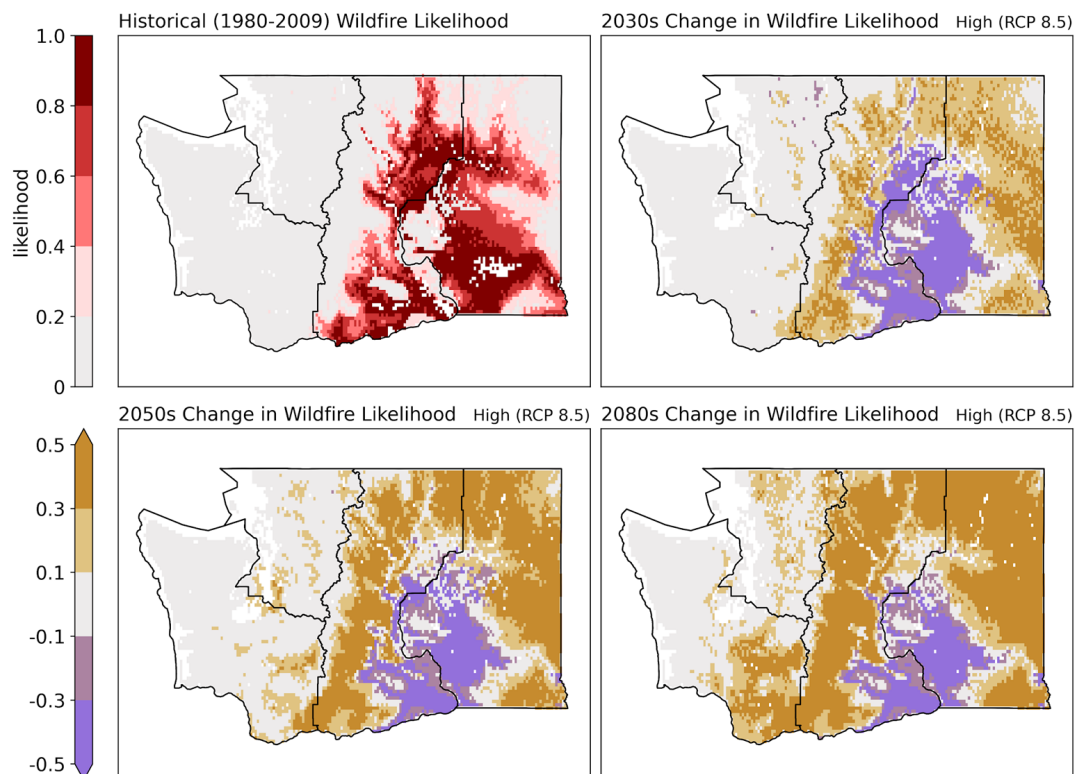 Historical (1980-2009) Wildfire Likelihood
2030s Change in Wildfire Likelihood High (RCP 8.5)
1.0
0.8
0.6
0.4
0.2
0
likelihood
2050s Change in Wildfire Likelihood High (RCP 8.5)
2080s Change in Wildfire Likelihood High (RCP 8.5)
0.5
0.3
0.1
-0.1
-0.3
-0.5